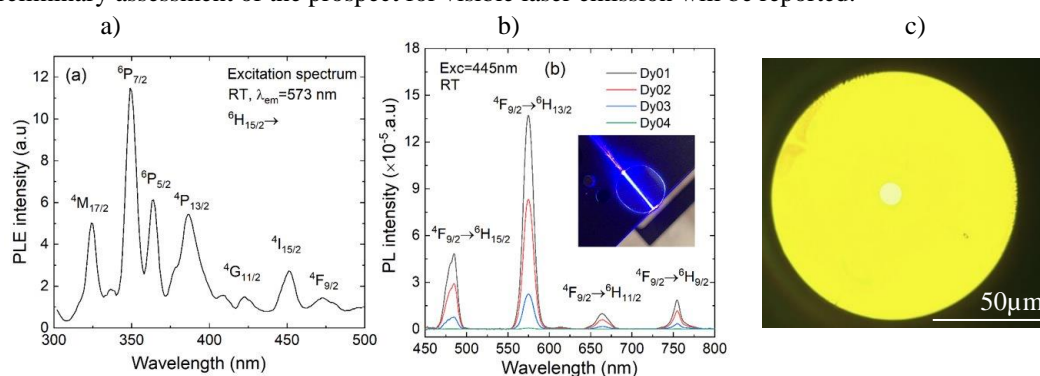 preliminary assessment of the prospect for visible laser emission will be reported.
a) b) c)
(a)
Excitation spectrum
RT, λem=573 nm
⁶H15/2→
⁶P7/2
⁶P5/2
⁴M17/2
⁴P13/2
⁴G11/2
⁴I15/2
⁴F9/2
PLE intensity (a.u)
12
10
8
6
4
2
0
300 350 400 450 500
Wavelength (nm)
Exc=445nm
RT
(b)
Dy01
Dy02
Dy03
Dy04
⁴F9/2→⁶H13/2
⁴F9/2→⁶H15/2
⁴F9/2→⁶H11/2
⁴F9/2→⁶H9/2
PL intensity (×10⁻⁵.a.u)
18
15
12
9
6
3
0
450 500 550 600 650 700 750 800
Wavelength (nm)
50µm